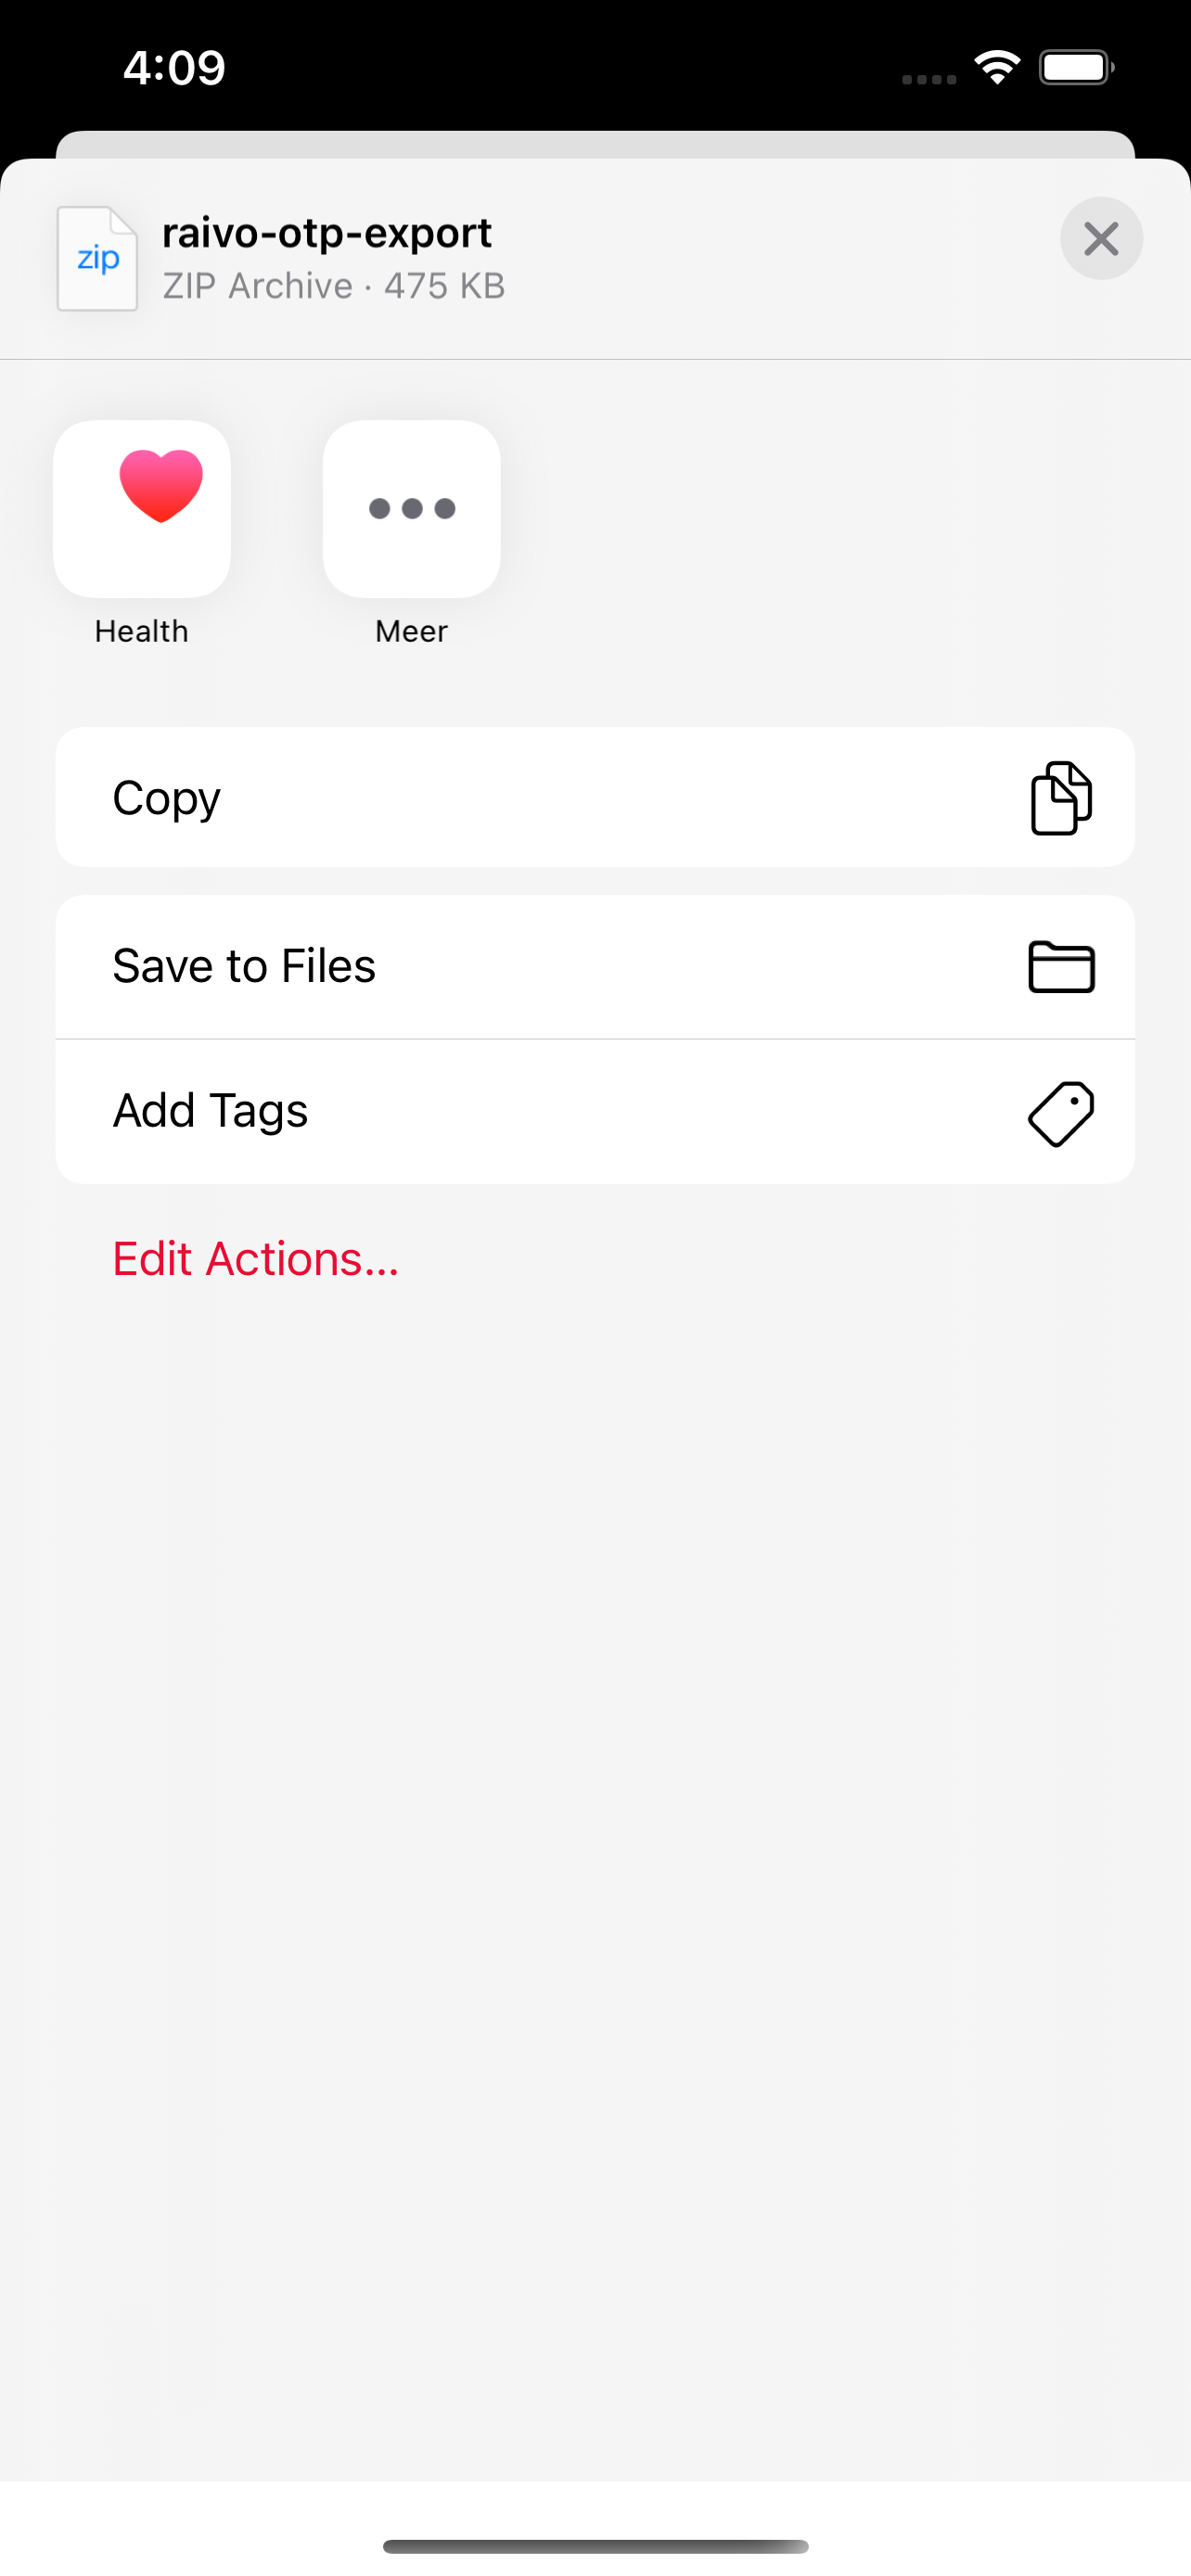 4:09
zip
raivo-otp-export
ZIP Archive · 475 KB
Health
Meer
Copy
Save to Files
Add Tags
Edit Actions...